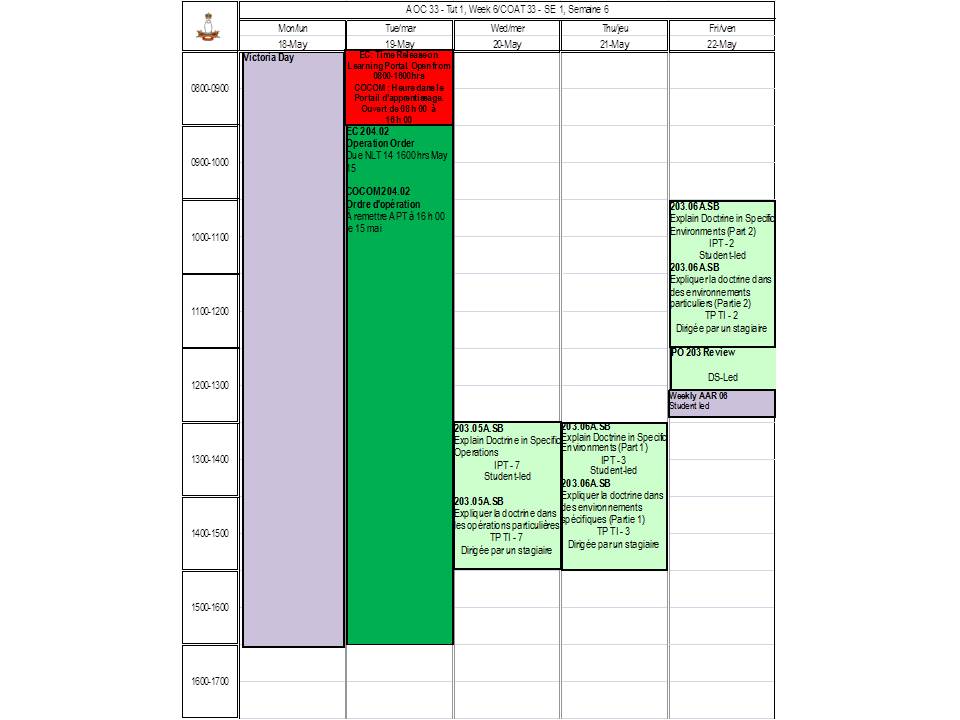 AOC 33 - Tut 1, Week 6/COAT 33 - SE 1, Semaine 6
Mon/lun
Tue/mar
Wed/mer
Thu/jeu
Fri/ven
18-May
19-May
20-May
21-May
22-May
0800-0900
0900-1000
1000-1100
1100-1200
1200-1300
1300-1400
1400-1500
1500-1600
1600-1700
Victoria Day
EC: Time Release on
Learning Portal. Open from
0800-1600hrs
COCOM : Heure dans le
Portail d'apprentissage.
Ouvert de 08 h 00 à
16 h 00
EC 204.02
Operation Order
Due NLT 14 1600hrs May
15
COCOM 204.02
Ordre d'opération
À remettre APT à 16 h 00
le 15 mai
203.05A.SB
Explain Doctrine in Specific
Operations
IPT - 7
Student-led
203.05A.SB
Expliquer la doctrine dans
les opérations particulières
TPTI - 7
Dirigée par un stagiaire
203.06A.SB
Explain Doctrine in Specific
Environments (Part 1)
IPT - 3
Student-led
203.06A.SB
Expliquer la doctrine dans
des environnements
spécifiques (Partie 1)
TPTI - 3
Dirigée par un stagiaire
203.06A.SB
Explain Doctrine in Specific
Environments (Part 2)
IPT - 2
Student-led
203.06A.SB
Expliquer la doctrine dans
des environnements
particuliers (Partie 2)
TPTI - 2
Dirigée par un stagiaire
PO 203 Review
DS-Led
Weekly AAR 06
Student led